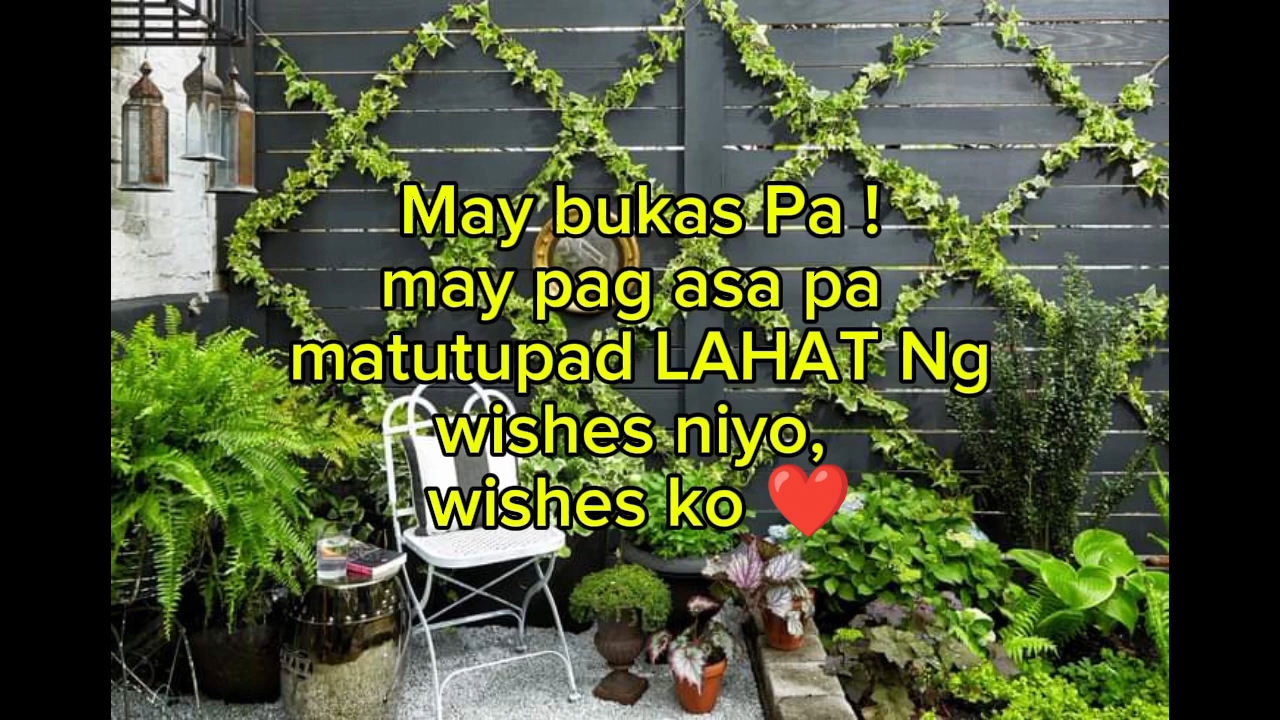 May bukas Pa !
may pag asa pa
matutupad LAHAT Ng
wishes niyo,
wishes ko ❤️